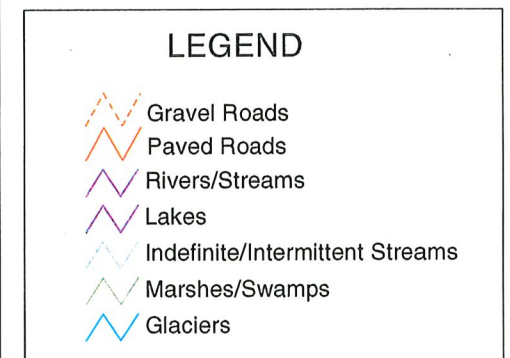 LEGEND
Gravel Roads
Paved Roads
Rivers/Streams
Lakes
Indefinite/Intermittent Streams
Marshes/Swamps
Glaciers